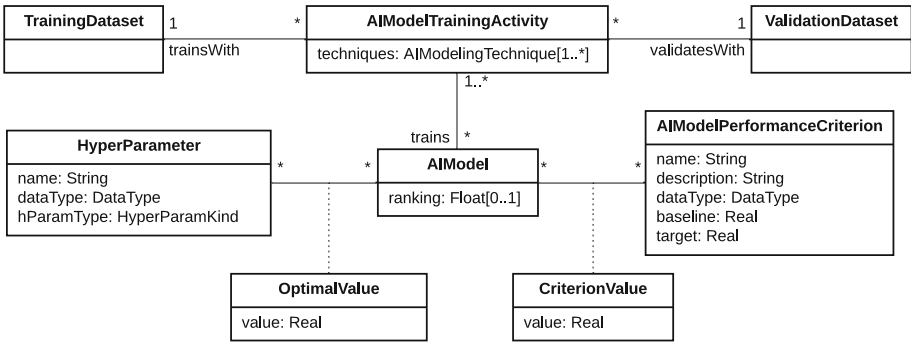 TrainingDataset
1
trainsWith
*
AIModelTrainingActivity
techniques: AIModelingTechnique[1..*]
*
validatesWith
1
ValidationDataset
1..*
trains
*
HyperParameter
name: String
dataType: DataType
hParamType: HyperParamKind
*
*
AIModel
ranking: Float[0..1]
*
*
AIModelPerformanceCriterion
name: String
description: String
dataType: DataType
baseline: Real
target: Real
OptimalValue
value: Real
CriterionValue
value: Real